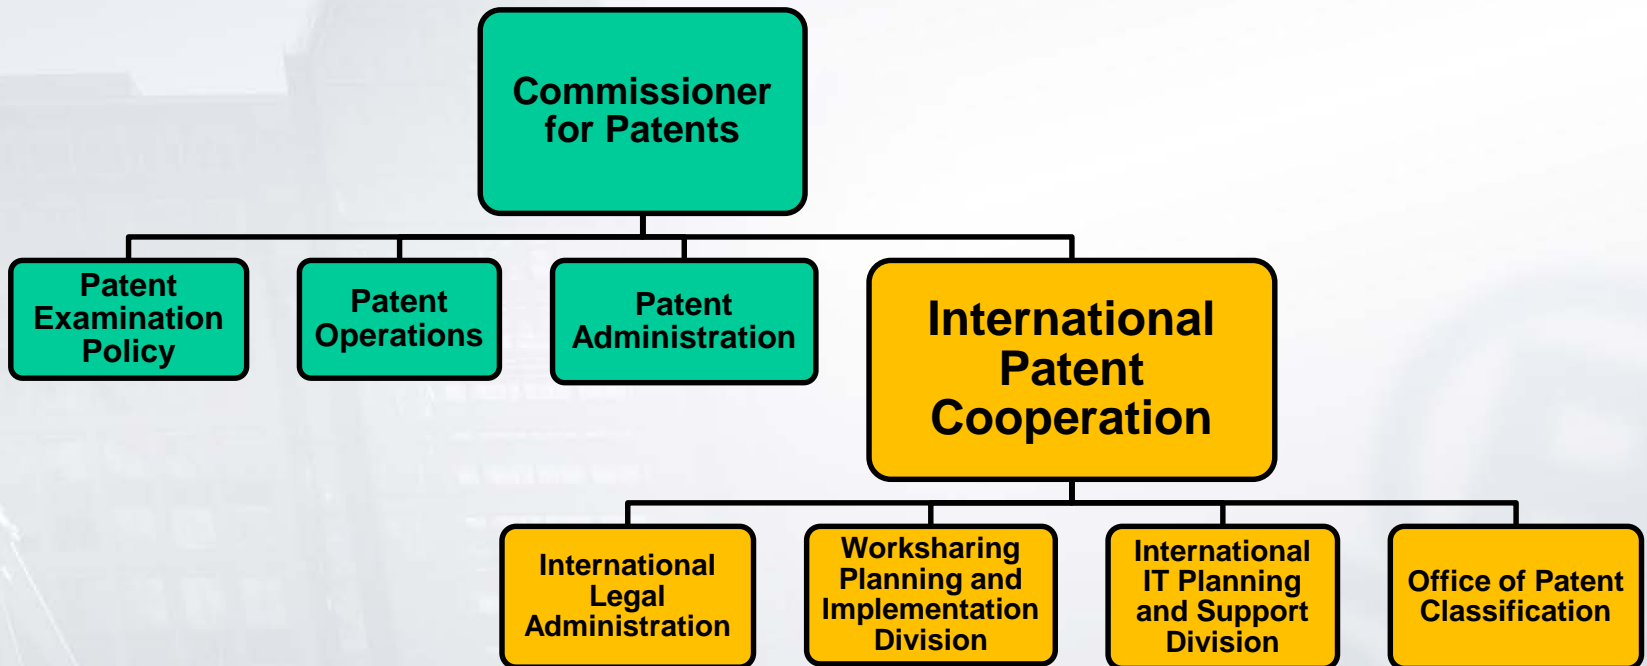 Commissioner
for Patents
Patent
Examination
Policy
Patent
Operations
Patent
Administration
International
Patent
Cooperation
International
Legal
Administration
Worksharing
Planning and
Implementation
Division
International
IT Planning
and Support
Division
Office of Patent
Classification